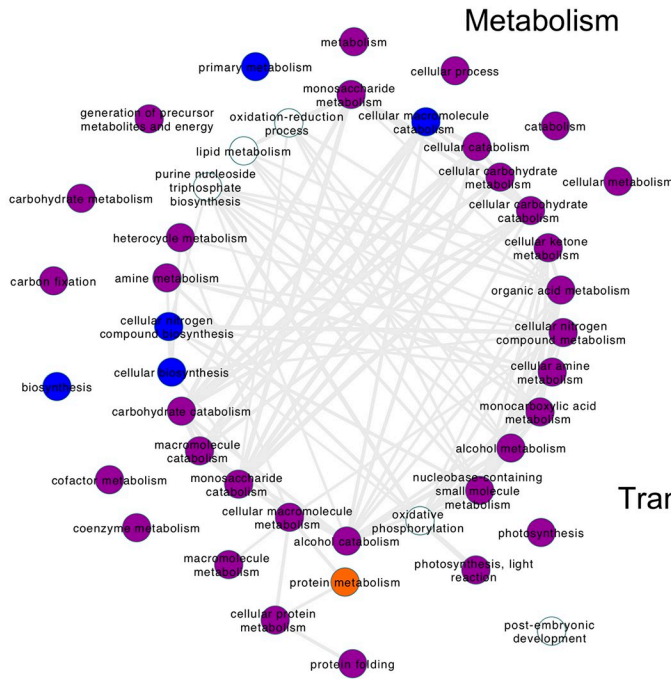 Metabolism
metabolism
primary metabolism
cellular process
monosaccharide
metabolism
generation of precursor
metabolites and energy
oxidation-reduction
process
cellular macromolecule
catabolism
catabolism
lipid metabolism
cellular catabolism
purine nucleoside
triphosphate
biosynthesis
cellular carbohydrate
metabolism
cellular metabolism
carbohydrate metabolism
cellular carbohydrate
catabolism
heterocycle metabolism
cellular ketone
metabolism
carbon fixation
amine metabolism
organic acid metabolism
cellular nitrogen
compound biosynthesis
cellular nitrogen
compound metabolism
biosynthesis
cellular biosynthesis
cellular amine
metabolism
carbohydrate catabolism
monocarboxylic acid
metabolism
macromolecule
catabolism
alcohol metabolism
cofactor metabolism
monosaccharide
catabolism
nucleobase-containing
small molecule
metabolism
Tran
coenzyme metabolism
cellular macromolecule
metabolism
oxidative
phosphorylation
alcohol catabolism
photosynthesis
macromolecule
metabolism
protein metabolism
photosynthesis, light
reaction
cellular protein
metabolism
post-embryonic
development
protein folding